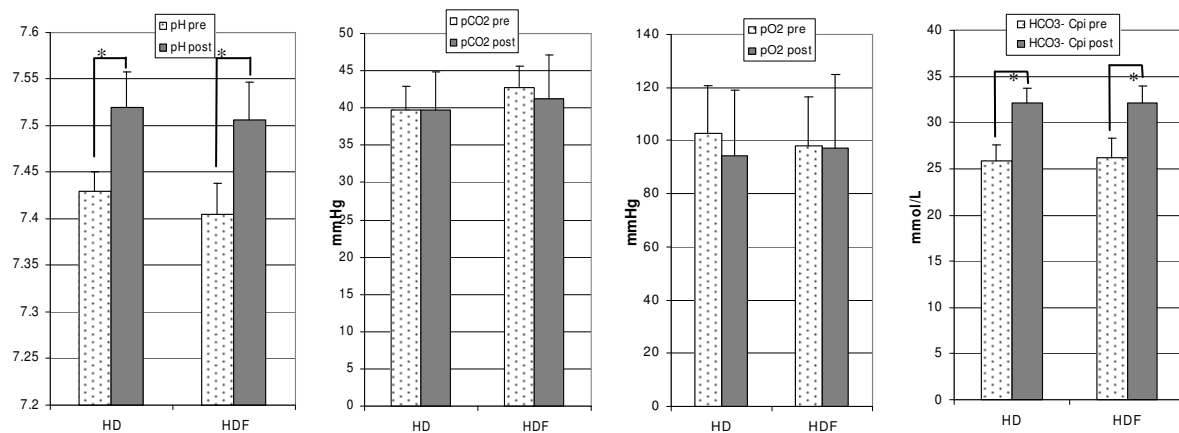 pH pre
pH post
7.6
7.55
7.5
7.45
7.4
7.35
7.3
7.25
7.2
*
*
HD
HDF
pCO2 pre
pCO2 post
mmHg
50
45
40
35
30
25
20
15
10
5
0
HD
HDF
pO2 pre
pO2 post
mmHg
140
120
100
80
60
40
20
0
HD
HDF
HCO3- Cpi pre
HCO3- Cpi post
mmol/L
40
35
30
25
20
15
10
5
0
*
*
HD
HDF